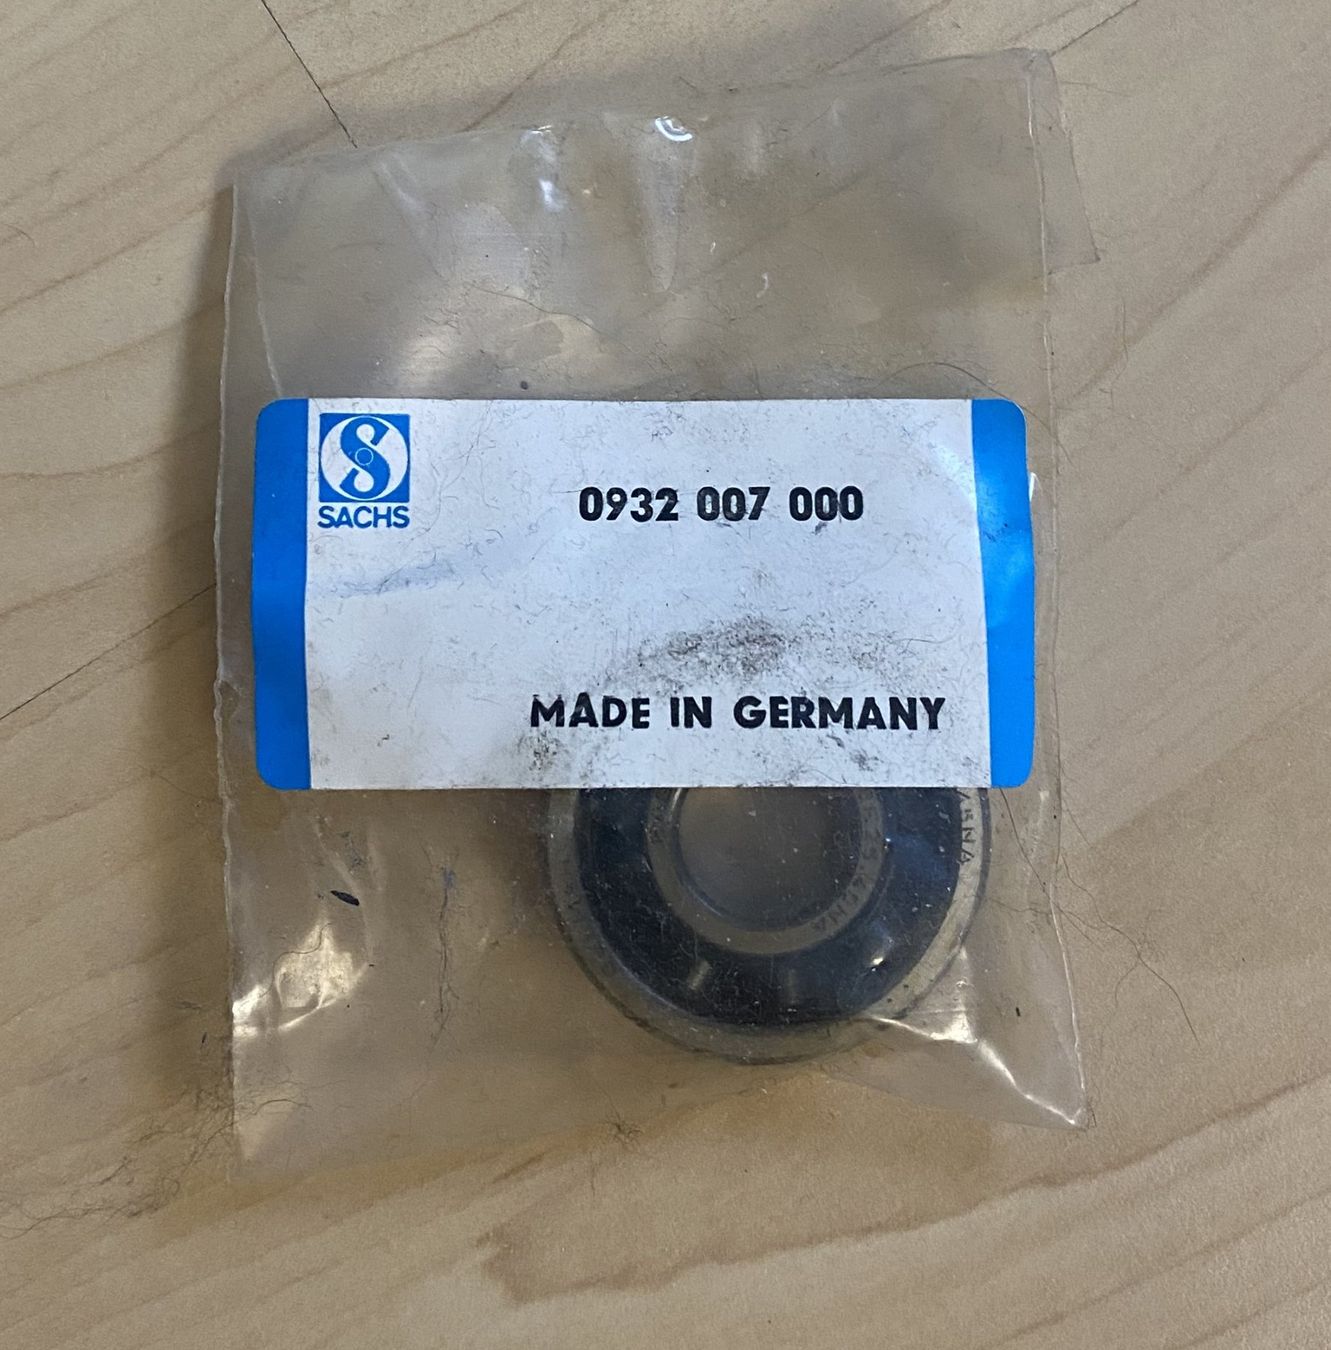 SACHS
0932 007 000
MADE IN GERMANY